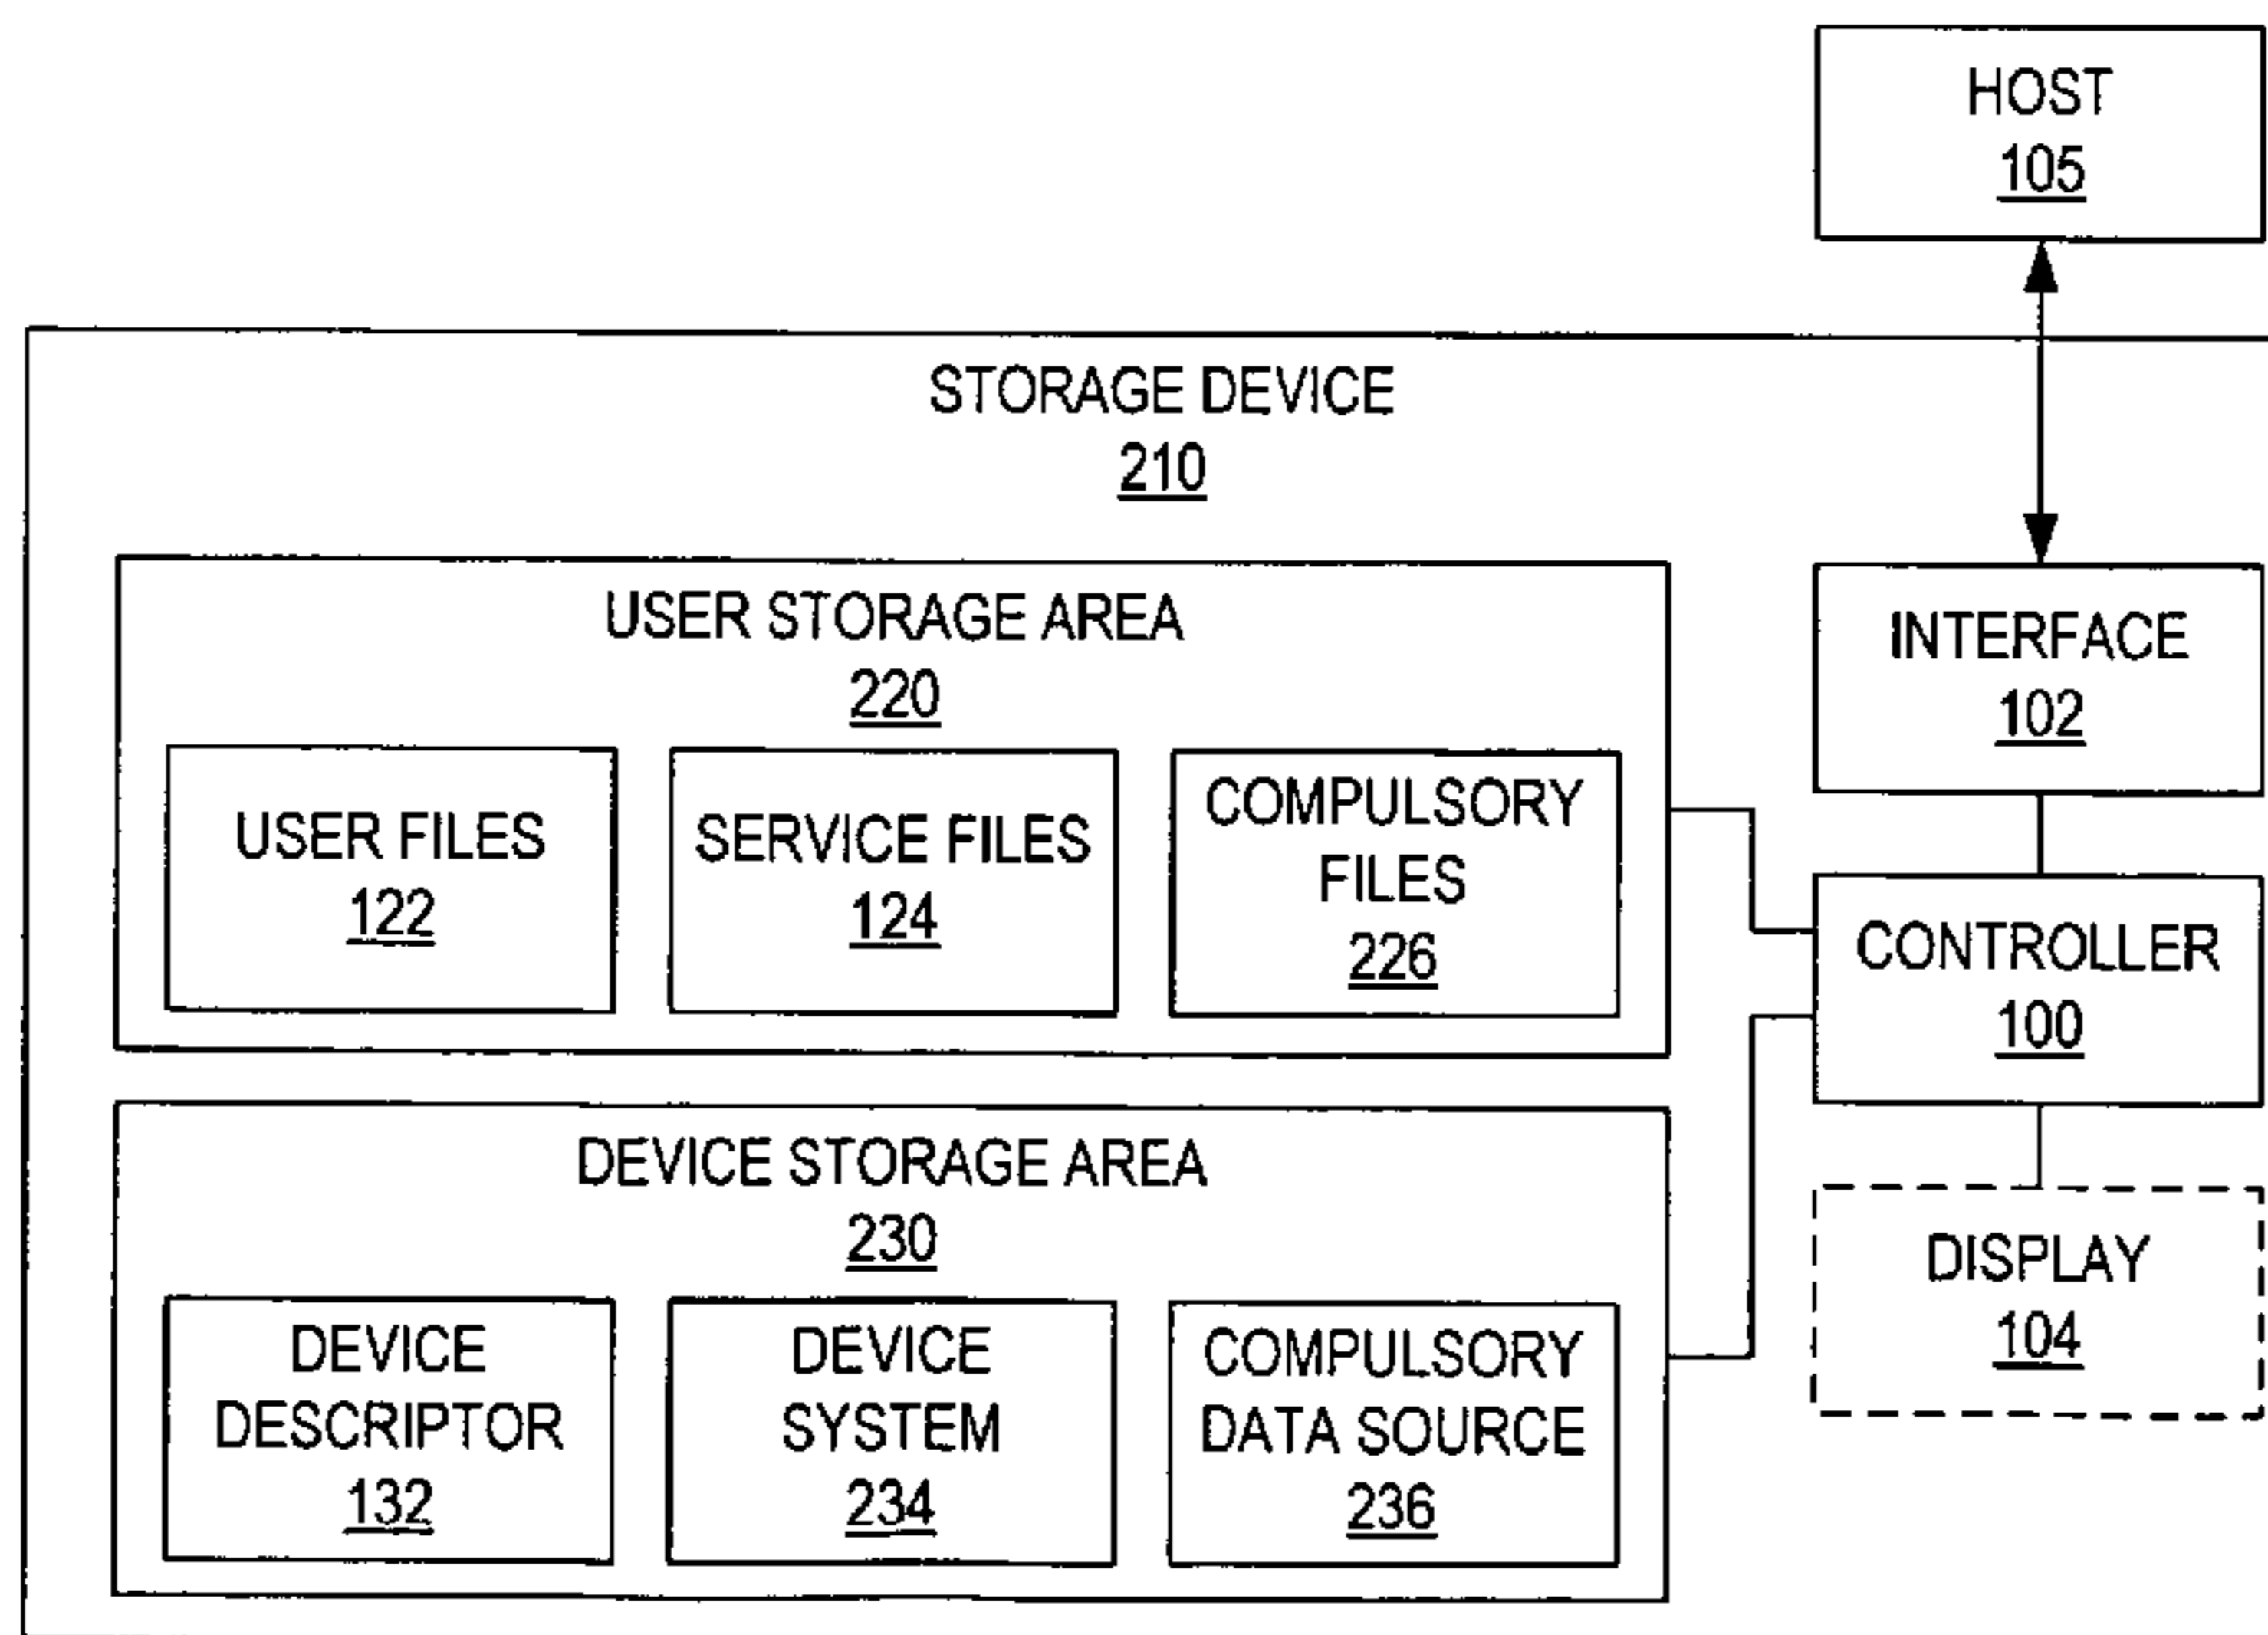 HOST
105
STORAGE DEVICE
210
USER STORAGE AREA
220
USER FILES
122
SERVICE FILES
124
COMPULSORY
FILES
226
INTERFACE
102
CONTROLLER
100
DEVICE STORAGE AREA
230
DEVICE
DESCRIPTOR
132
DEVICE
SYSTEM
234
COMPULSORY
DATA SOURCE
236
DISPLAY
104